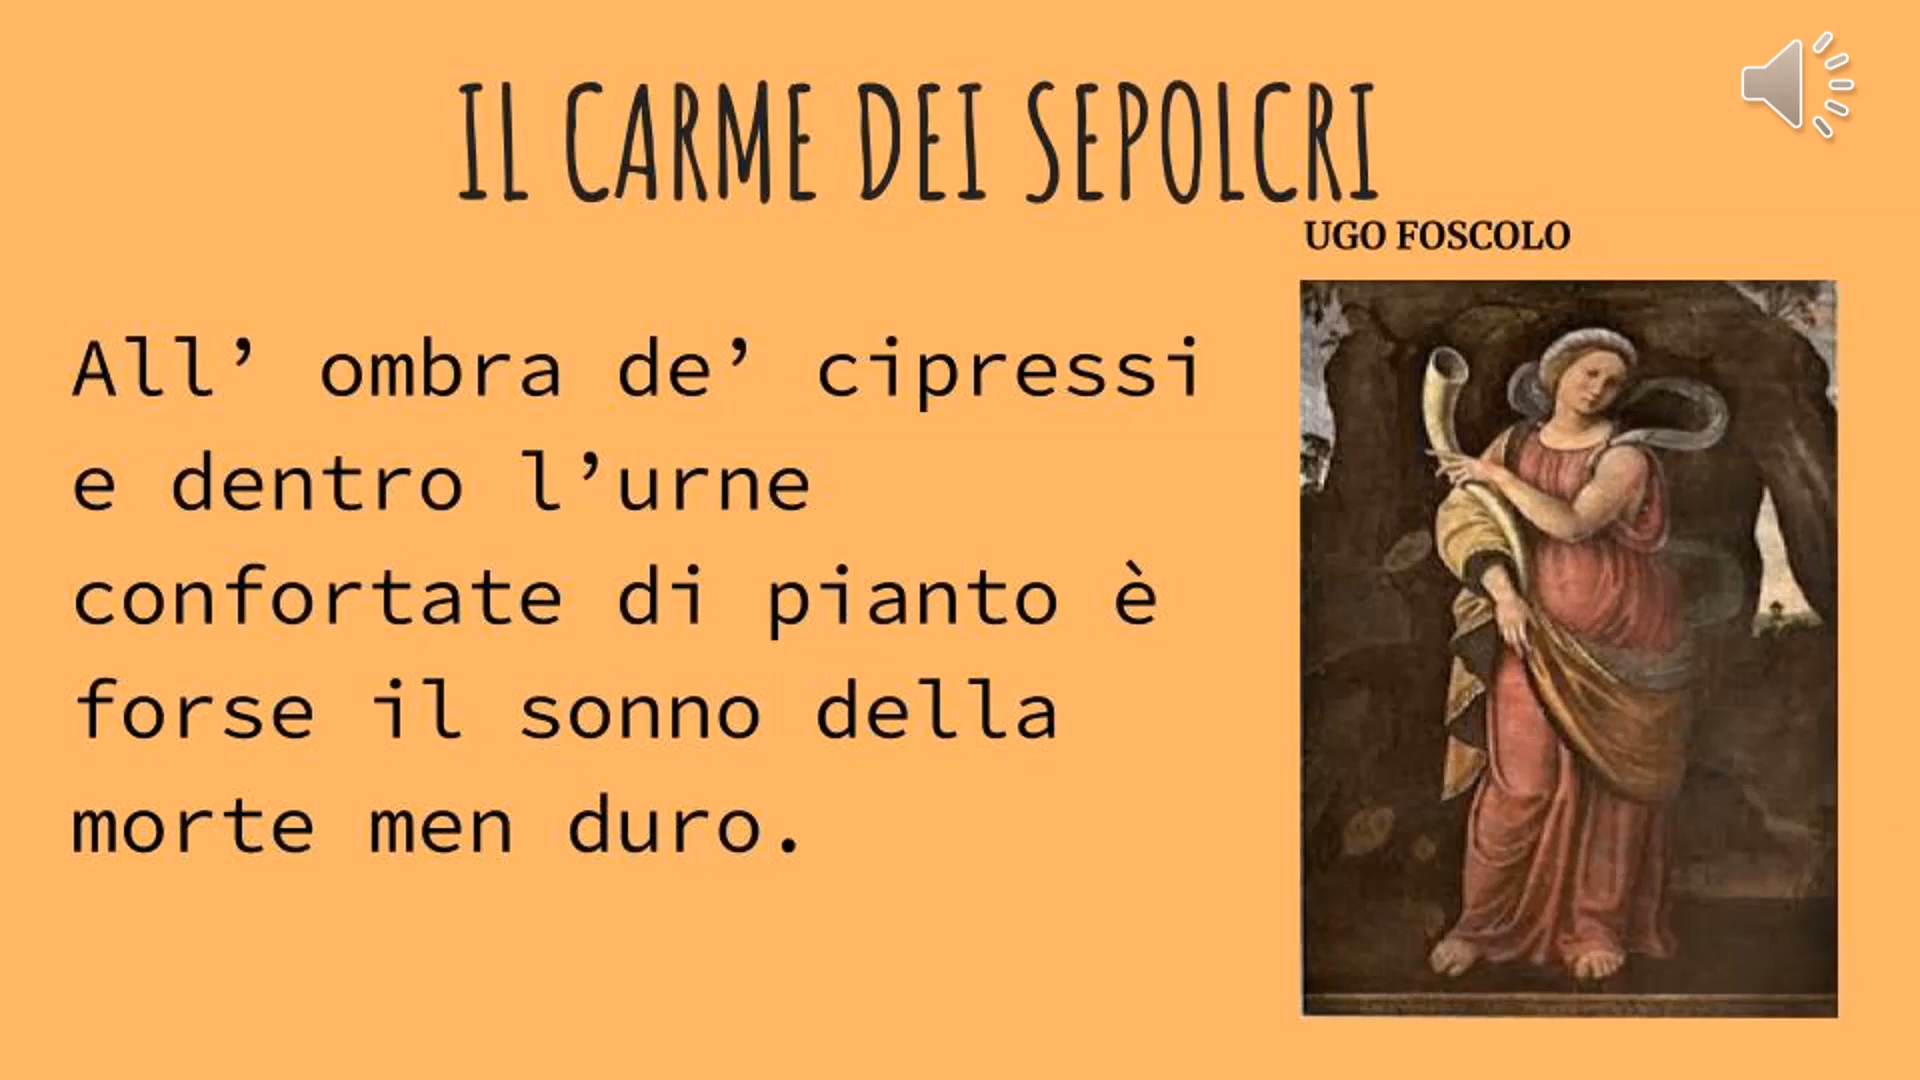 IL CARME DEI SEPOLCRI
UGO FOSCOLO
All’ ombra de’ cipressi
e dentro l’urne
confortate di pianto è
forse il sonno della
morte men duro.